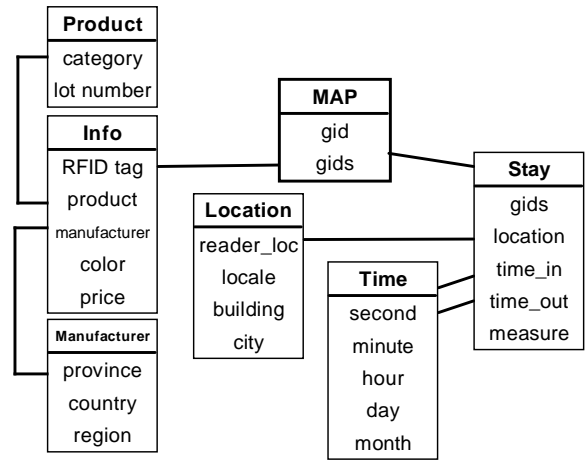 Product
category
lot number
Info
RFID tag
product
manufacturer
color
price
Manufacturer
province
country
region
MAP
gid
gids
Location
reader_loc
locale
building
city
Time
second
minute
hour
day
month
Stay
gids
location
time_in
time_out
measure